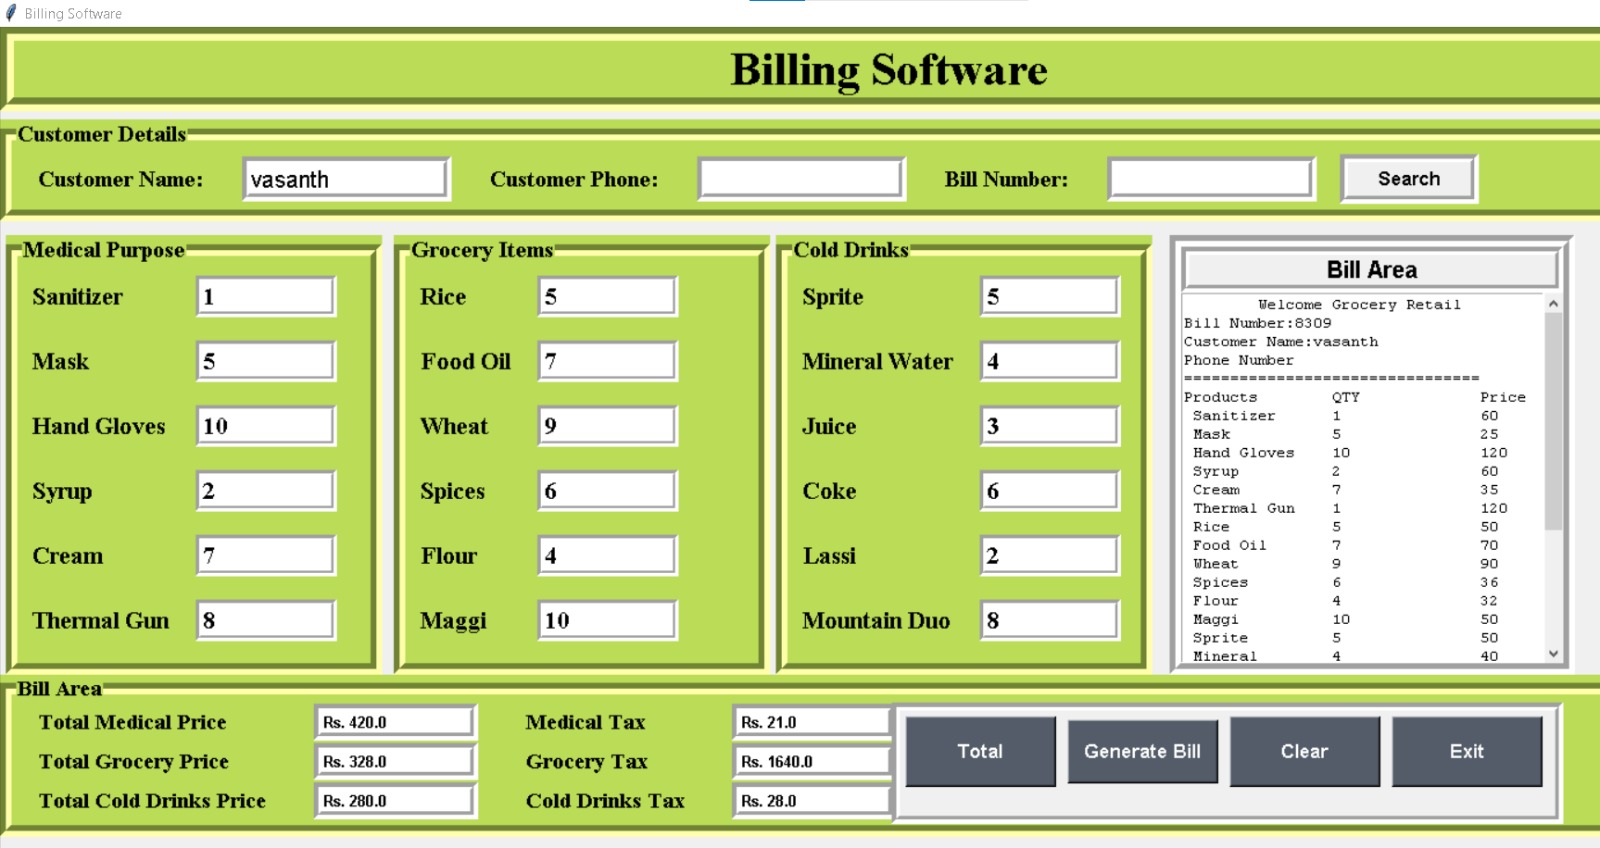 Billing Software
Billing Software
Customer Details
Customer Name: vasanth Customer Phone: Bill Number: Search
Medical Purpose
Sanitizer 1
Mask 5
Hand Gloves 10
Syrup 2
Cream 7
Thermal Gun 8
Grocery Items
Rice 5
Food Oil 7
Wheat 9
Spices 6
Flour 4
Maggi 10
Cold Drinks
Sprite 5
Mineral Water 4
Juice 3
Coke 6
Lassi 2
Mountain Duo 8
Bill Area
Welcome Grocery Retail
Bill Number:8309
Customer Name:vasanth
Phone Number
================================
Products QTY Price
Sanitizer 1 60
Mask 5 25
Hand Gloves 10 120
Syrup 2 60
Cream 7 35
Thermal Gun 1 120
Rice 5 50
Food Oil 7 70
Wheat 9 90
Spices 6 36
Flour 4 32
Maggi 10 50
Sprite 5 50
Mineral 4 40
Bill Area
Total Medical Price Rs. 420.0 Medical Tax Rs. 21.0
Total Grocery Price Rs. 328.0 Grocery Tax Rs. 1640.0
Total Cold Drinks Price Rs. 280.0 Cold Drinks Tax Rs. 28.0
Total Generate Bill Clear Exit